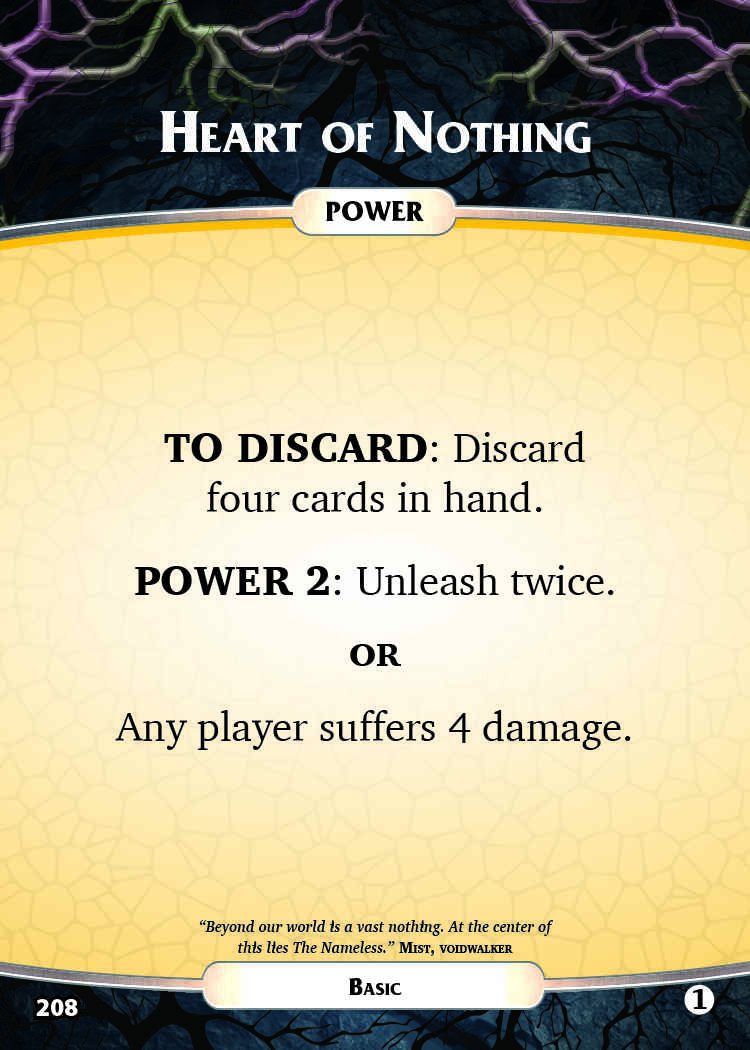 Heart of Nothing
POWER
TO DISCARD: Discard
four cards in hand.
POWER 2: Unleash twice.
OR
Any player suffers 4 damage.
“Beyond our world is a vast nothing. At the center of
this lies The Nameless.” Mist, voidwalker
Basic
208
1